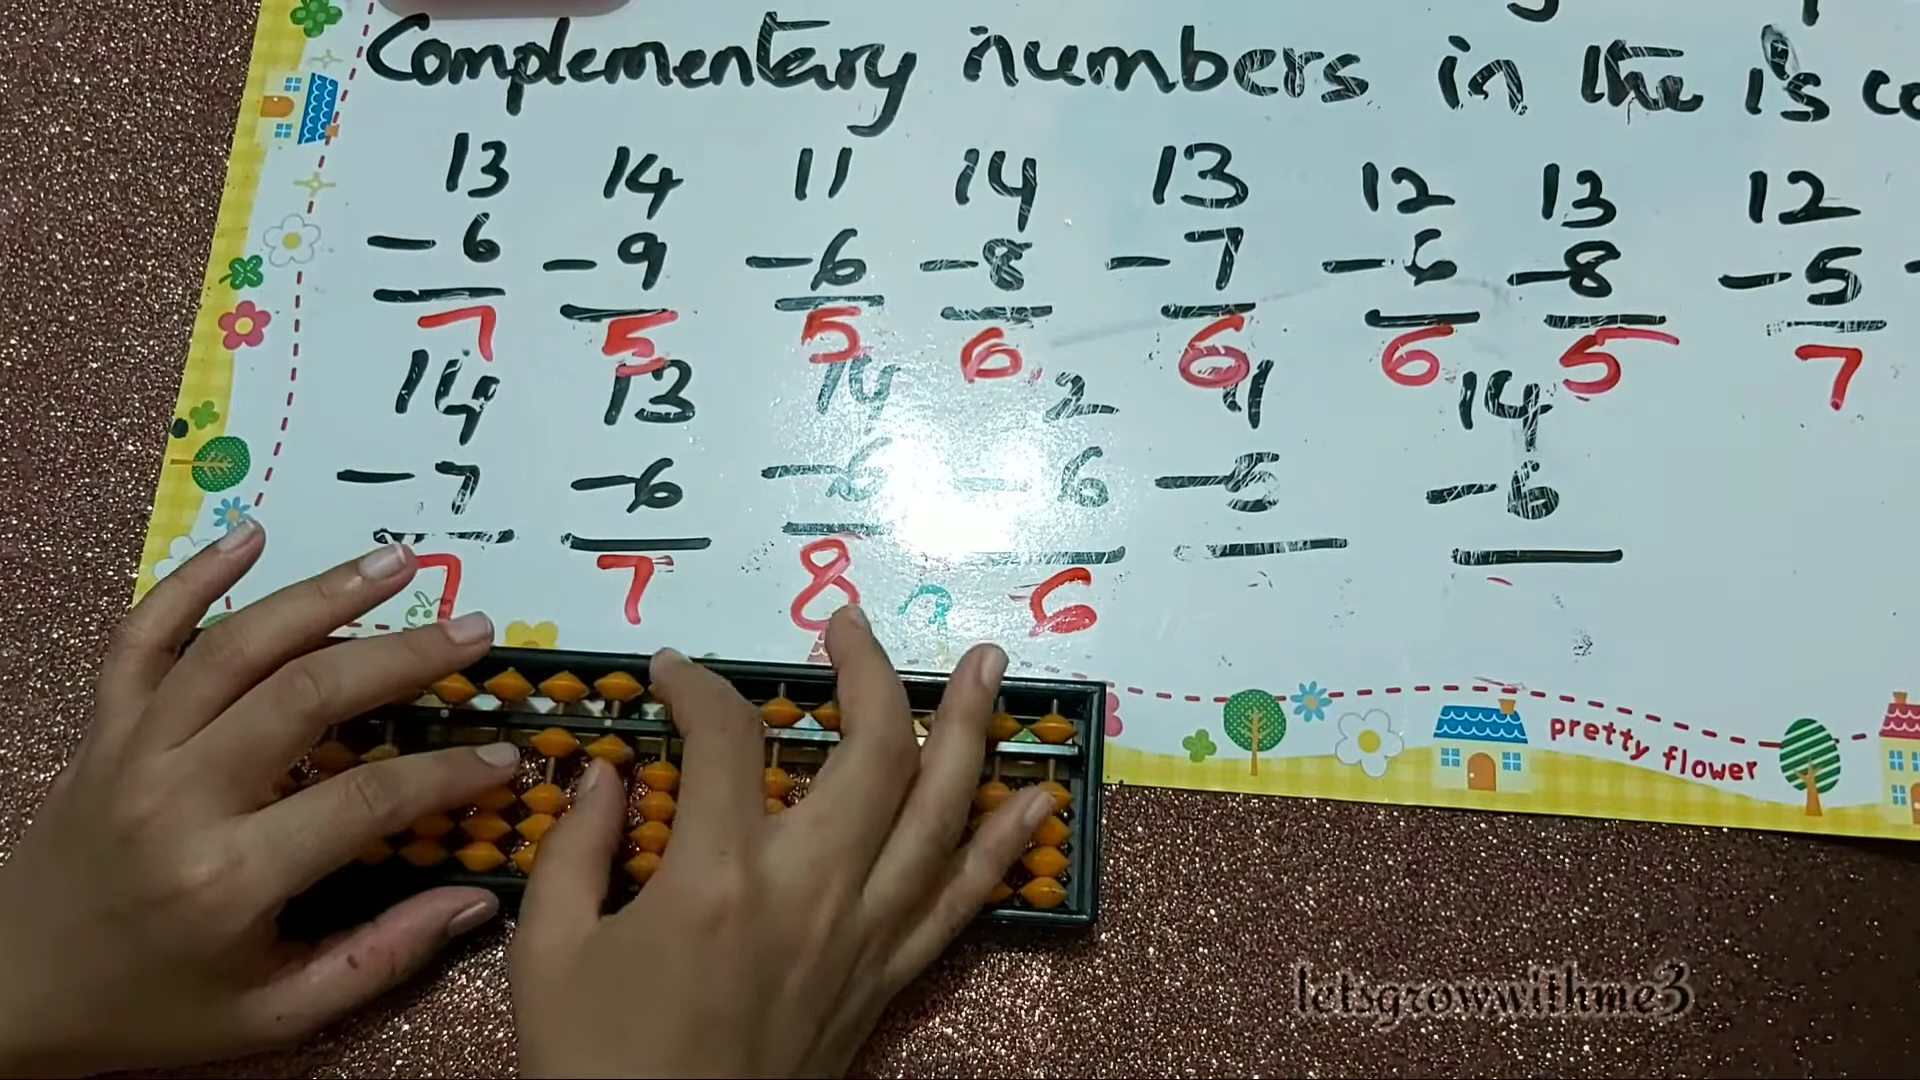 Complementary numbers in the 1's co
13 14 11 14 13 12 13 12
- 6 - 9 - 6 - 8 - 7 - 6 - 8 - 5
7 5 5 6 6 6 5 7
14 13 14 2 11 14
- 7 - 6 - 6 - 6 - 5 - 6
7 7 8 6
pretty flower
letsgrowwithme3